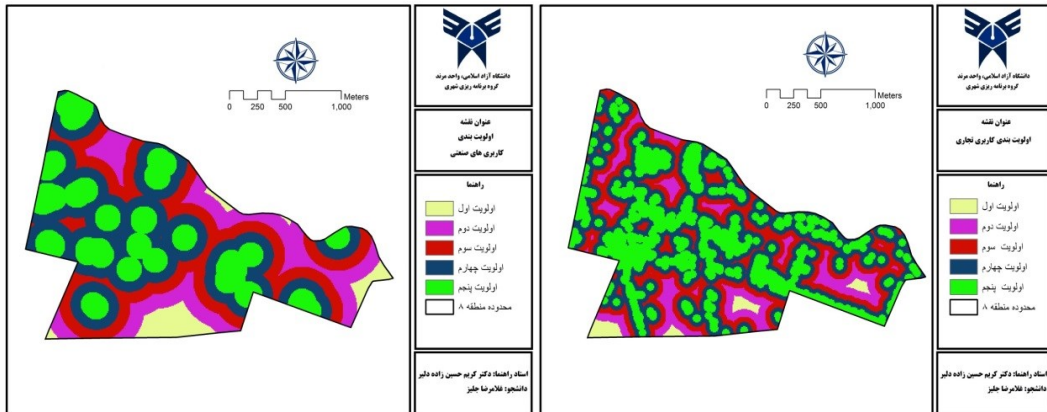 دانشگاه آزاد اسلامی، واحد مرند
گروه برنامه ریزی شهری
Meters
0 250 500 1,000
عنوان نقشه
اولویت بندی
کاربری های صنعتی
راهنما
اولویت اول
اولویت دوم
اولویت سوم
اولویت چهارم
اولویت پنجم
محدوده منطقه ۸
استاد راهنما: دکتر کریم حسین زاده دلیر
دانشجو: غلامرضا جلیز
دانشگاه آزاد اسلامی، واحد مرند
گروه برنامه ریزی شهری
Meters
0 250 500 1,000
عنوان نقشه
اولویت بندی کاربری تجاری
راهنما
اولویت اول
اولویت دوم
اولویت سوم
اولویت چهارم
اولویت پنجم
محدوده منطقه ۸
استاد راهنما: دکتر کریم حسین زاده دلیر
دانشجو: غلامرضا جلیز